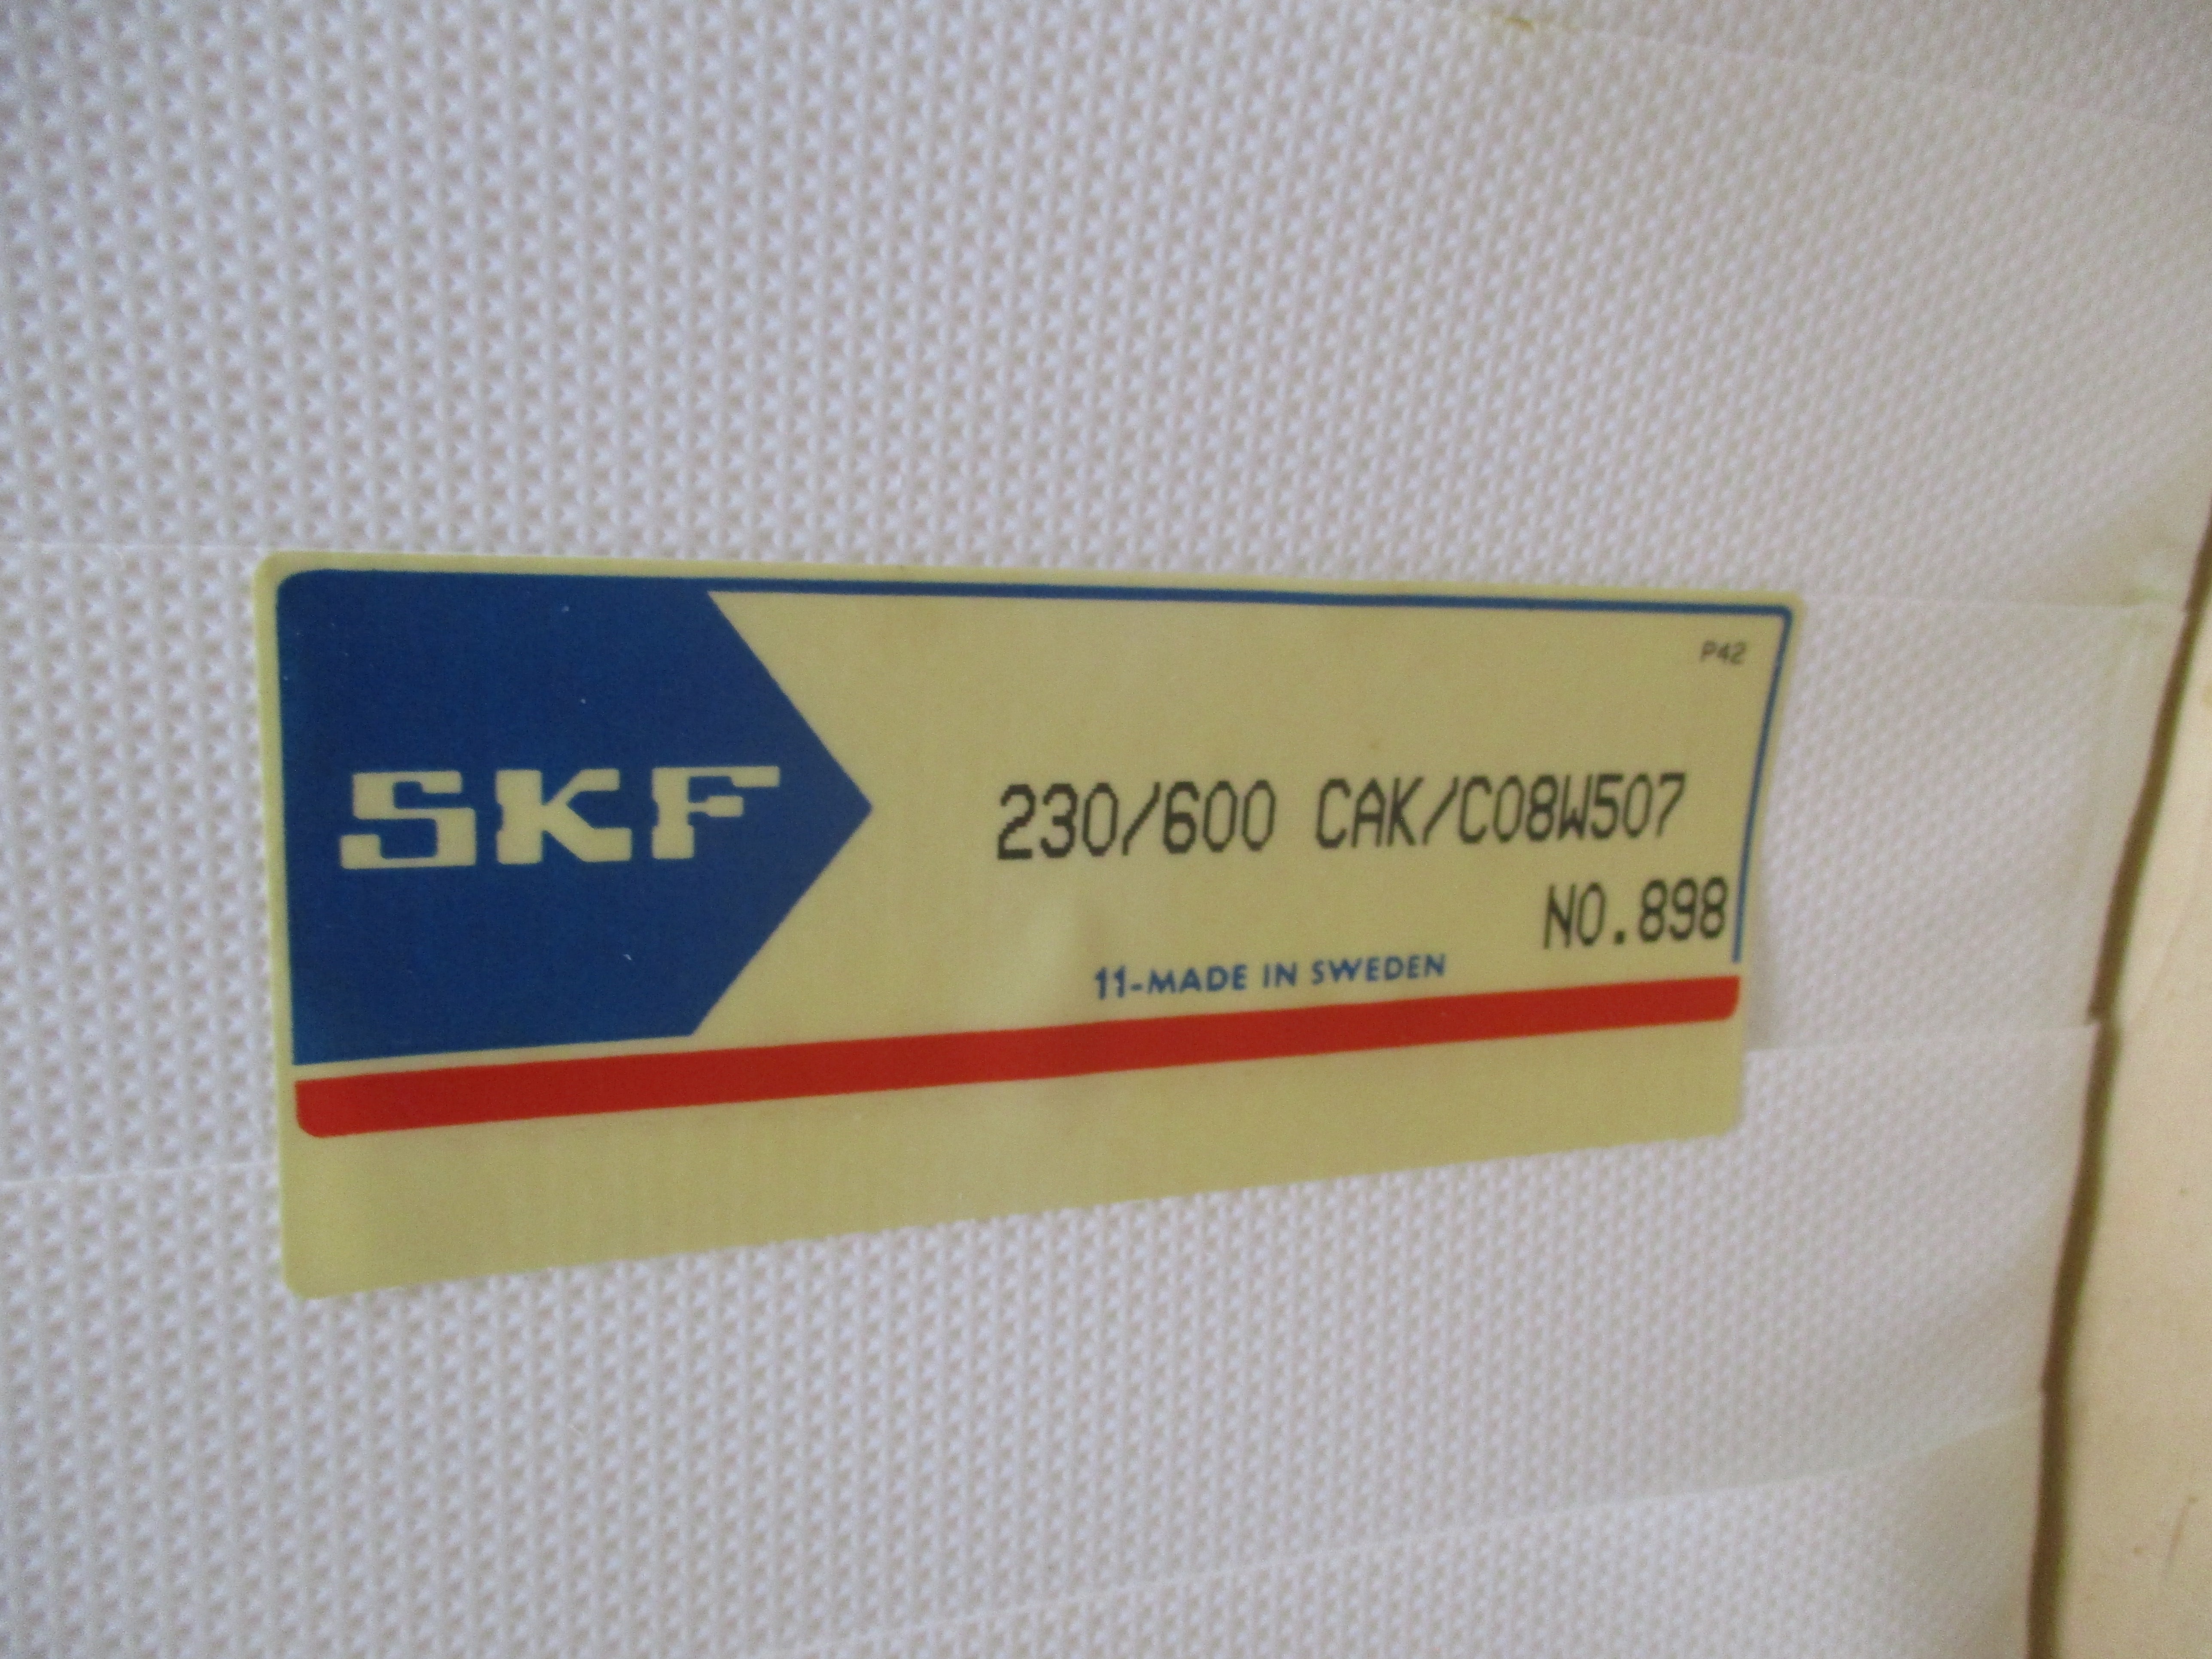 P42
SKF
230/600 CAK/C08W507
NO.898
11-MADE IN SWEDEN